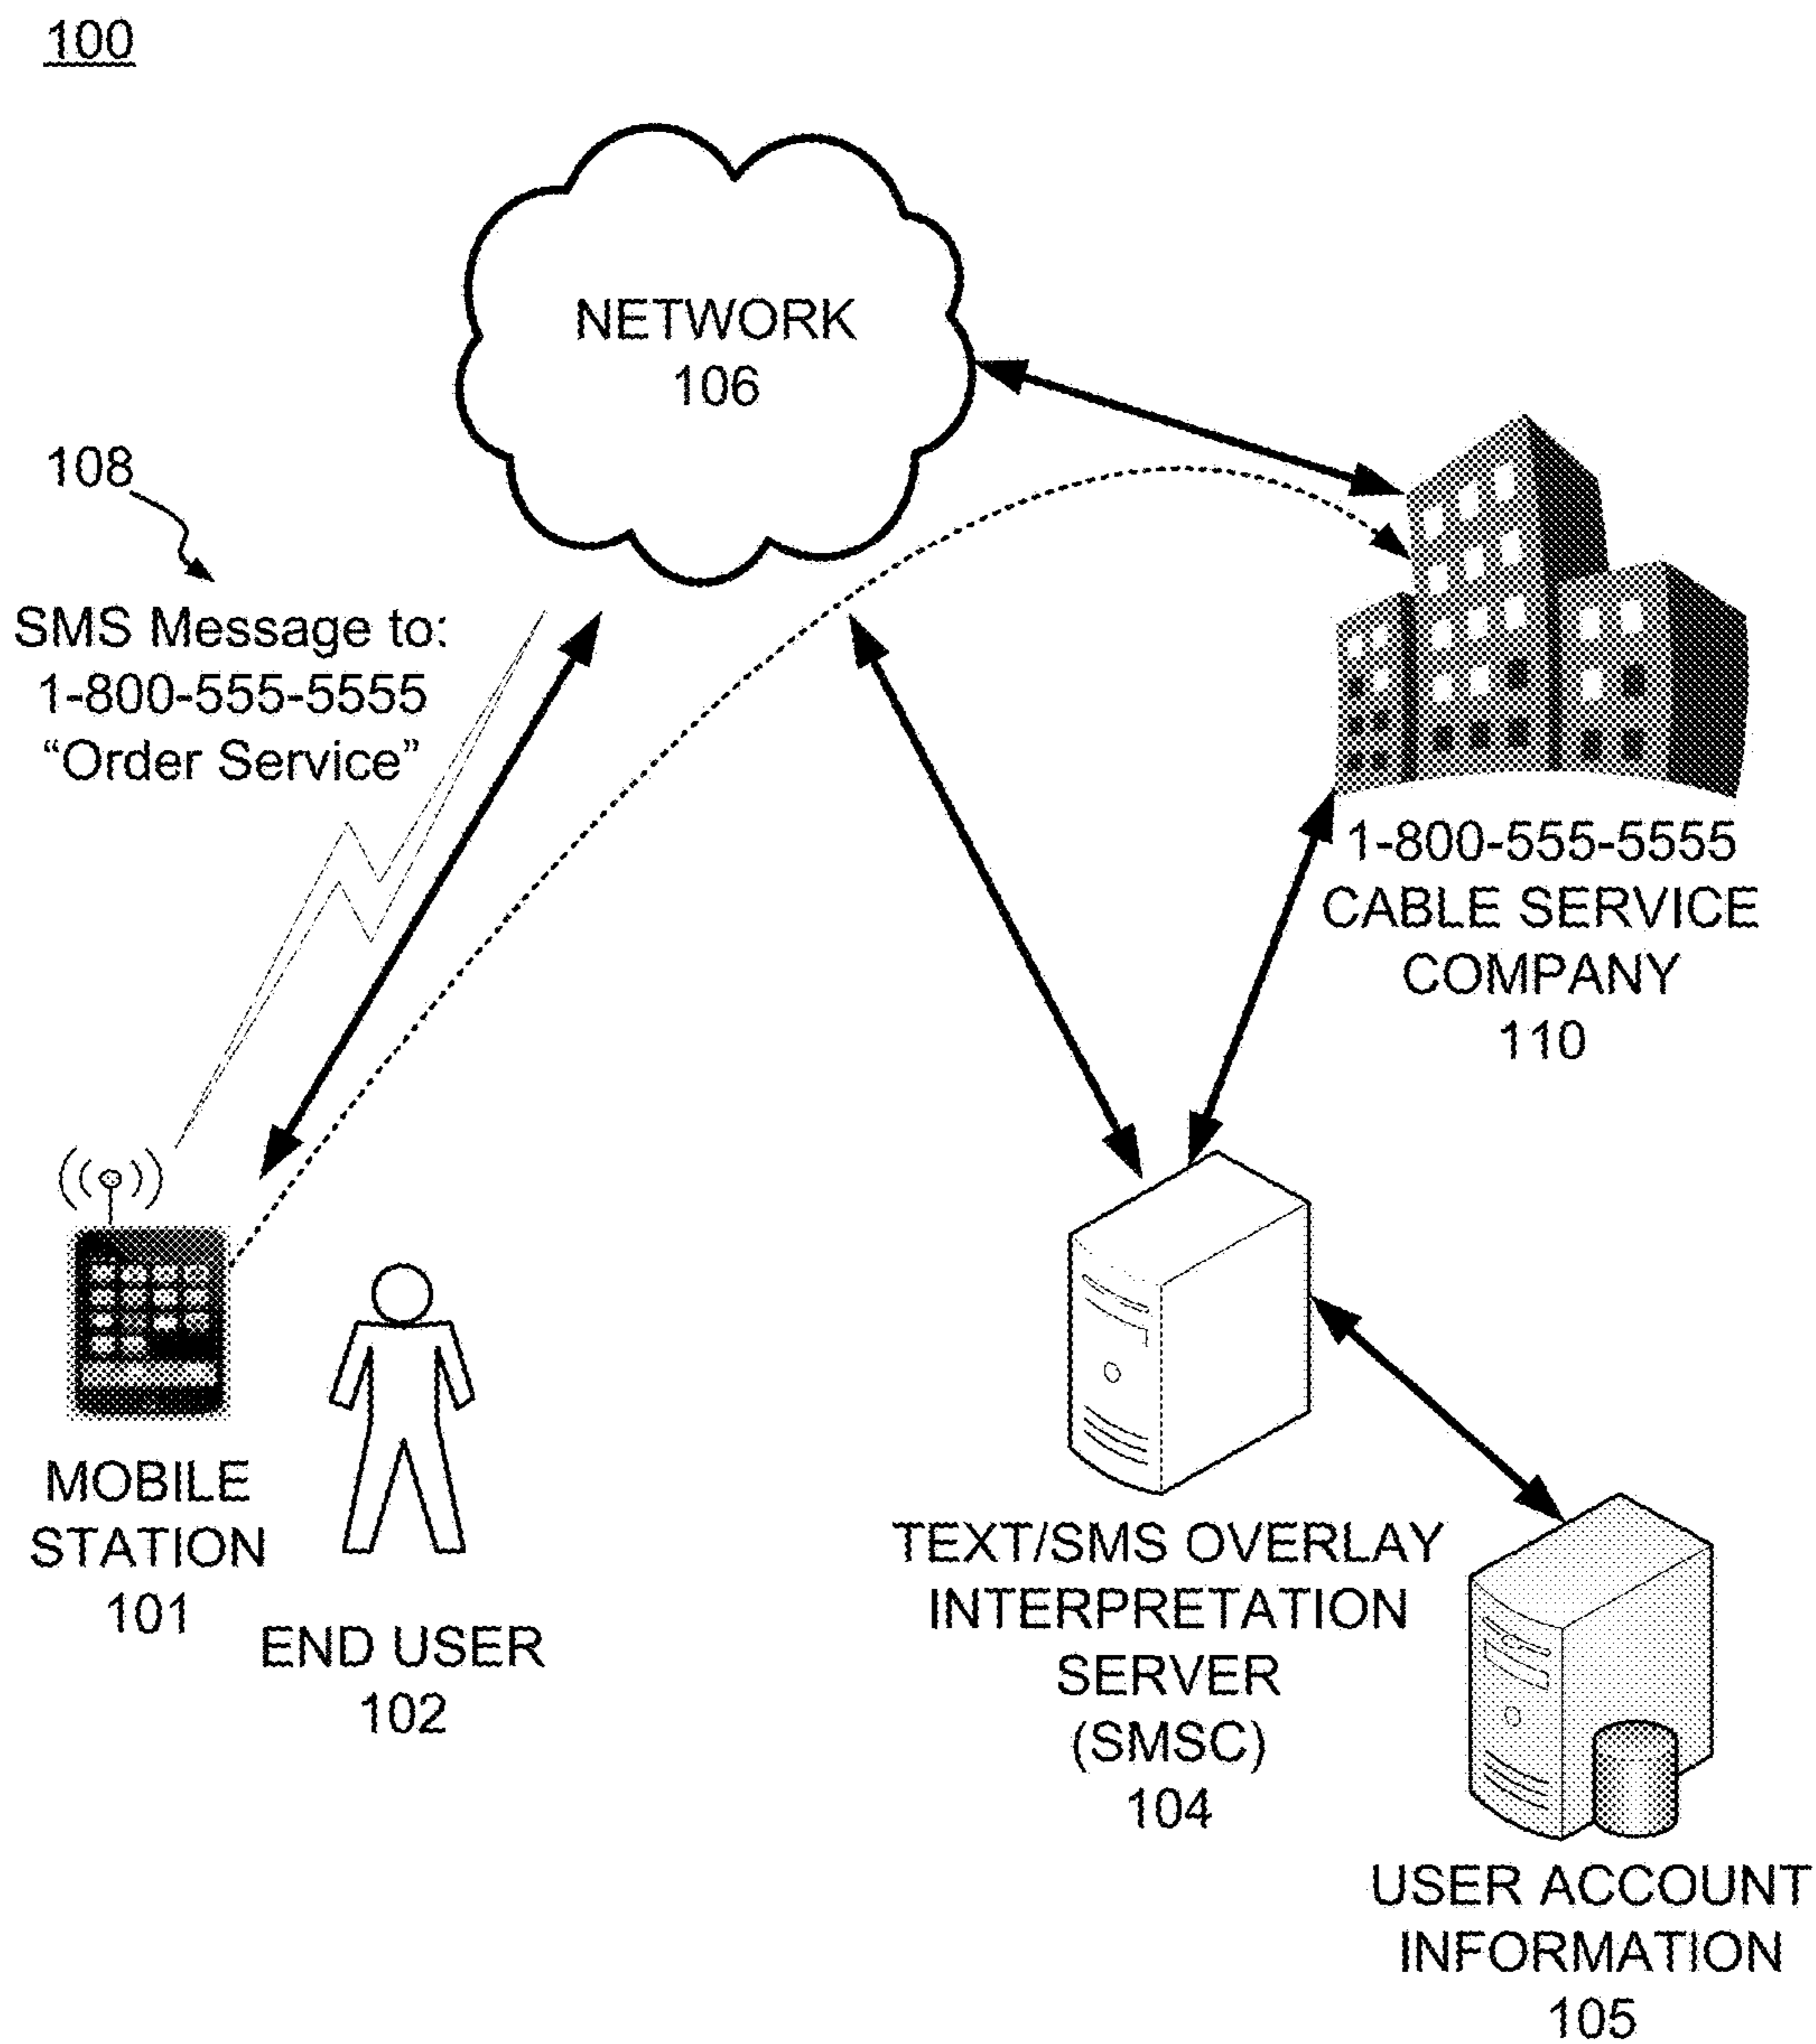 100
NETWORK
106
108
SMS Message to:
1-800-555-5555
“Order Service”
1-800-555-5555
CABLE SERVICE
COMPANY
110
MOBILE
STATION
101
END USER
102
TEXT/SMS OVERLAY
INTERPRETATION
SERVER
(SMSC)
104
USER ACCOUNT
INFORMATION
105